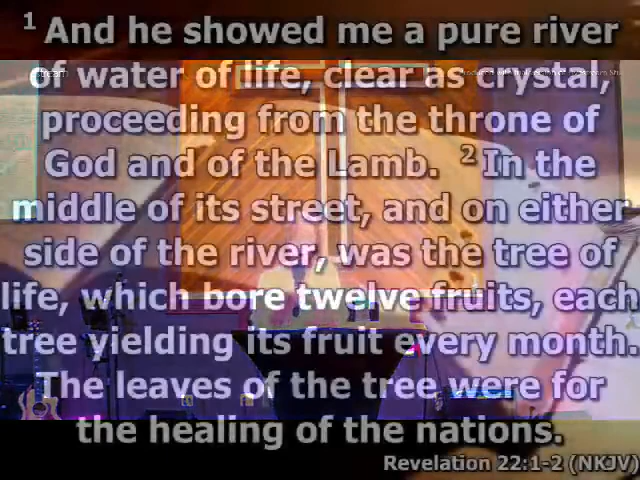 ¹ And he showed me a pure river
of water of life, clear as crystal,
proceeding from the throne of
God and of the Lamb. ² In the
middle of its street, and on either
side of the river, was the tree of
life, which bore twelve fruits, each
tree yielding its fruit every month.
The leaves of the tree were for
the healing of the nations.
Revelation 22:1-2 (NKJV)